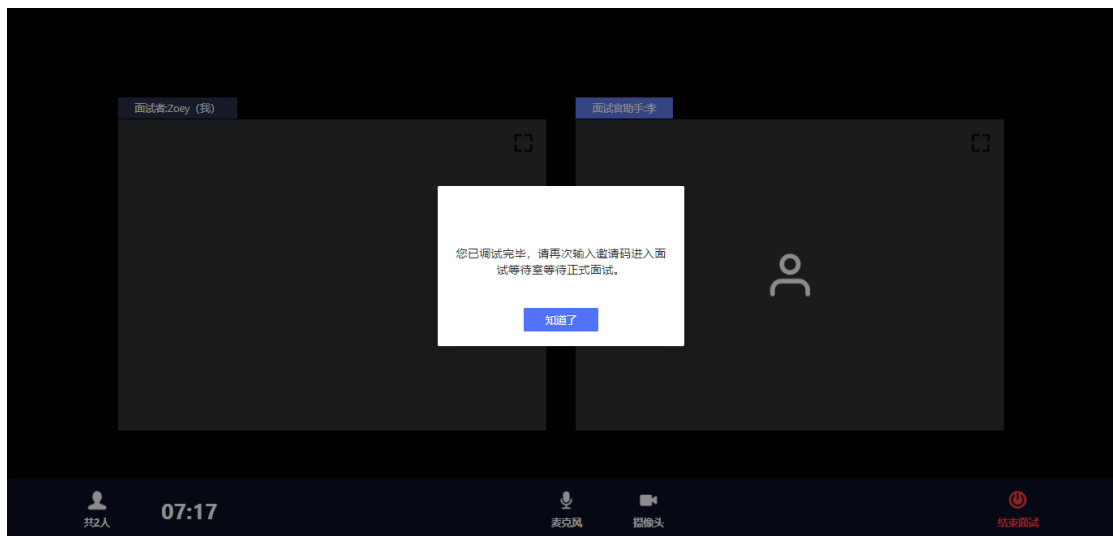 面试者:Zoey（我）
面试官助手:李
您已调试完毕，请再次输入邀请码进入面
试等待室等待正式面试。
知道了
共2人
07:17
麦克风
摄像头
结束面试